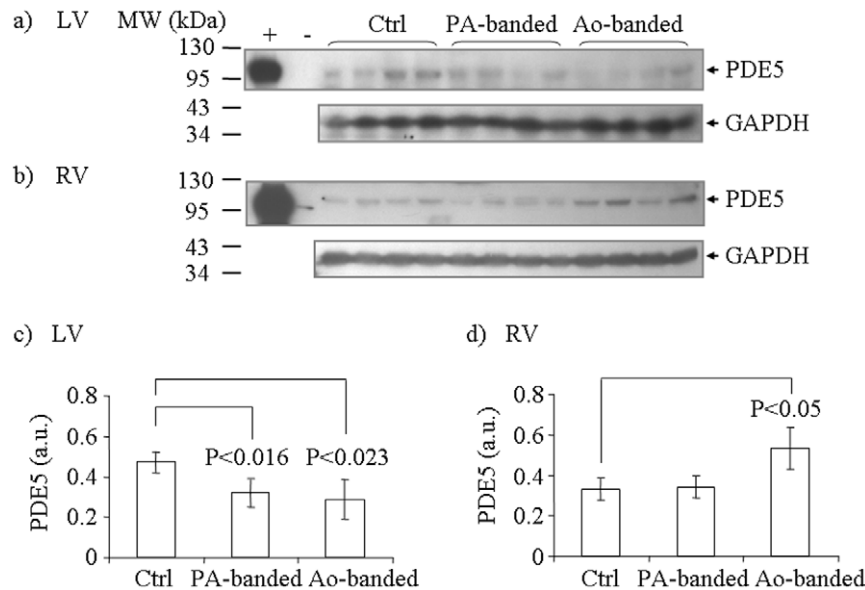 a) LV MW (kDa) + - Ctrl PA-banded Ao-banded
130
95
PDE5
43
34
GAPDH
b) RV
130
95
PDE5
43
34
GAPDH
c) LV
PDE5 (a.u.)
0.8
0.6
0.4
0.2
0
P<0.016 P<0.023
Ctrl PA-banded Ao-banded
d) RV
PDE5 (a.u.)
0.8
0.6
0.4
0.2
0
P<0.05
Ctrl PA-banded Ao-banded